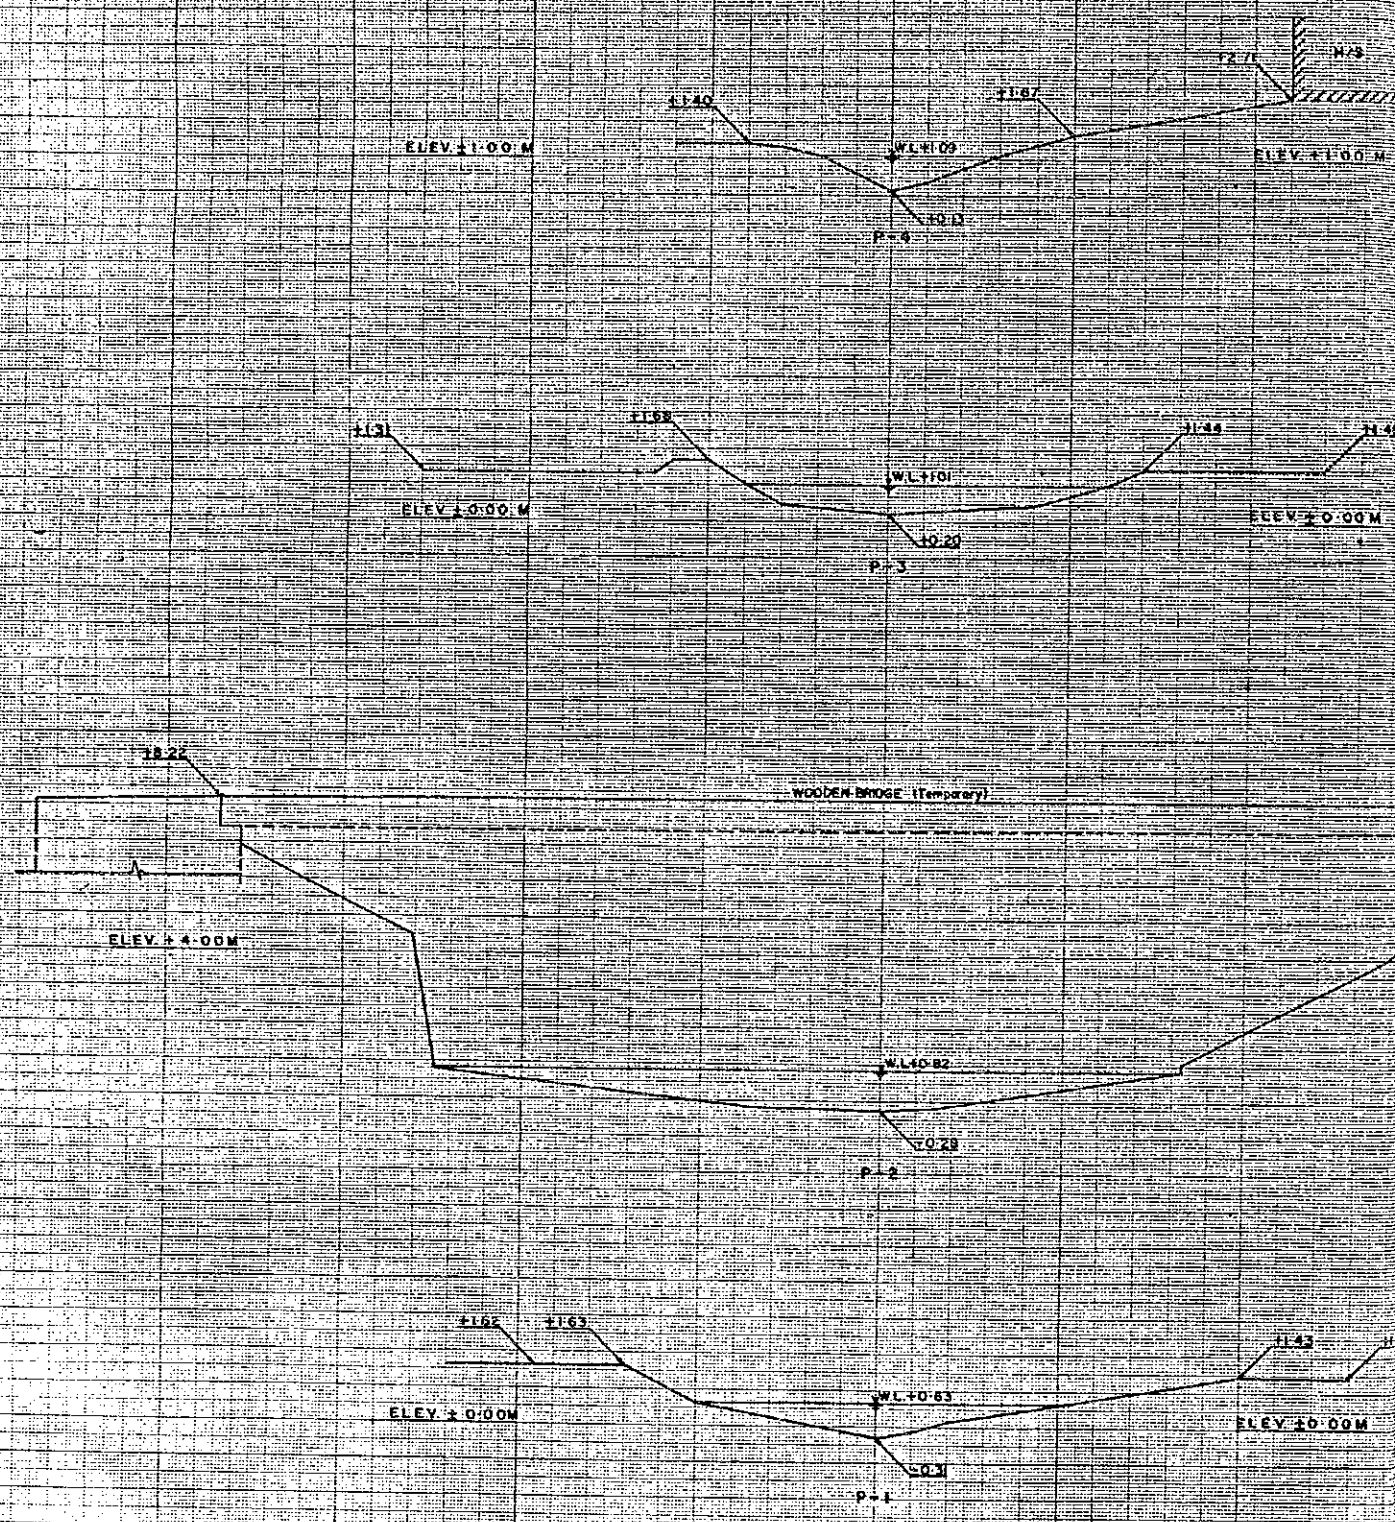 H/S
+2.71
+1.40
+1.67
ELEV. ±1.00 M
W.L.+1.09
ELEV. +1.00 M
+0.13
P-4
+1.31
+1.68
+1.44
W.L.+1.01
ELEV. ±0.00 M
ELEV. ±0.00 M
+0.20
P-3
+8.22
WOODEN BRIDGE (Temporary)
ELEV. +4.00M
W.L+0.82
-0.29
P-2
+1.62
+1.63
+1.43
W.L.+0.63
ELEV. ±0.00M
ELEV. ±0.00M
-0.31
P-1